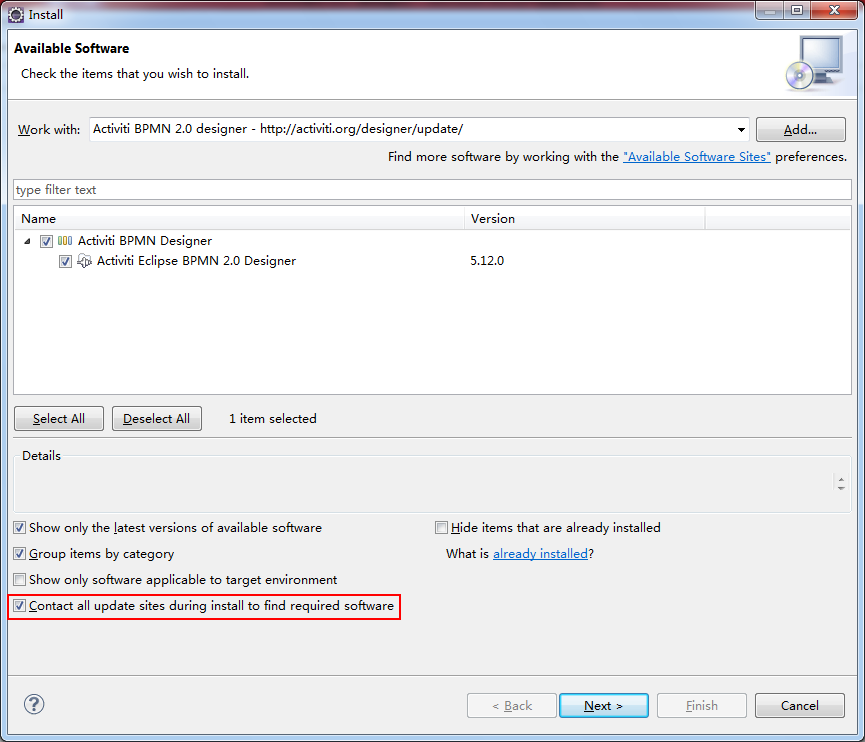 Install
Available Software
Check the items that you wish to install.
Work with: Activiti BPMN 2.0 designer - http://activiti.org/designer/update/ Add...
Find more software by working with the "Available Software Sites" preferences.
type filter text
Name Version
Activiti BPMN Designer
Activiti Eclipse BPMN 2.0 Designer 5.12.0
Select All Deselect All 1 item selected
Details
Show only the latest versions of available software Hide items that are already installed
Group items by category What is already installed?
Show only software applicable to target environment
Contact all update sites during install to find required software
? < Back Next > Finish Cancel